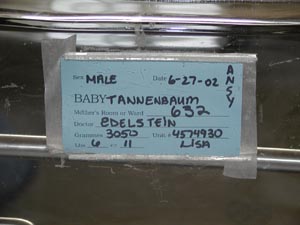 Sex MALE Date 6-27-02
BABY TANNENBAUM
Mother's Room or Ward 632
Doctor EDELSTEIN
Grammes 3050 Unit # 4574930
Lbs 6 oz 11 LISA
ANSY